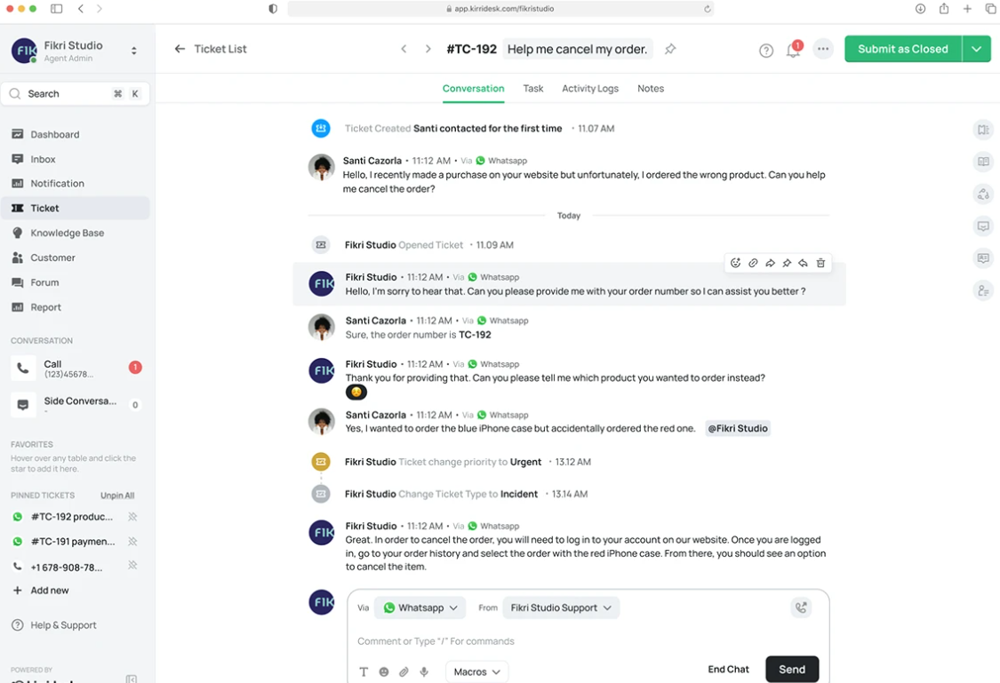 app.kirridesk.com/fikristudio
FIK
Fikri Studio
Agent Admin
Ticket List
#TC-192 Help me cancel my order.
1
Submit as Closed
Search ⌘ K
Conversation Task Activity Logs Notes
Dashboard
Inbox
Notification
Ticket
Knowledge Base
Customer
Forum
Report
CONVERSATION
Call
(123)45678...
1
Side Conversa...
-
0
FAVORITES
Hover over any table and click the
star to add it here.
PINNED TICKETS Unpin All
#TC-192 produc...
#TC-191 paymen...
+1 678-908-78...
+ Add new
Help & Support
POWERED BY
Ticket Created Santi contacted for the first time • 11.07 AM
Santi Cazorla • 11:12 AM • Via Whatsapp
Hello, I recently made a purchase on your website but unfortunately, I ordered the wrong product. Can you help
me cancel the order?
Today
Fikri Studio Opened Ticket • 11.09 AM
FIK
Fikri Studio • 11:12 AM • Via Whatsapp
Hello, I'm sorry to hear that. Can you please provide me with your order number so I can assist you better ?
Santi Cazorla • 11:12 AM • Via Whatsapp
Sure, the order number is TC-192
FIK
Fikri Studio • 11:12 AM • Via Whatsapp
Thank you for providing that. Can you please tell me which product you wanted to order instead?
Santi Cazorla • 11:12 AM • Via Whatsapp
Yes, I wanted to order the blue iPhone case but accidentally ordered the red one. @Fikri Studio
Fikri Studio Ticket change priority to Urgent • 13.12 AM
Fikri Studio Change Ticket Type to Incident • 13.14 AM
FIK
Fikri Studio • 11:12 AM • Via Whatsapp
Great. In order to cancel the order, you will need to log in to your account on our website. Once you are logged
in, go to your order history and select the order with the red iPhone case. From there, you should see an option
to cancel the item.
FIK
Via Whatsapp From Fikri Studio Support
Comment or Type "/" For commands
Macros
End Chat Send